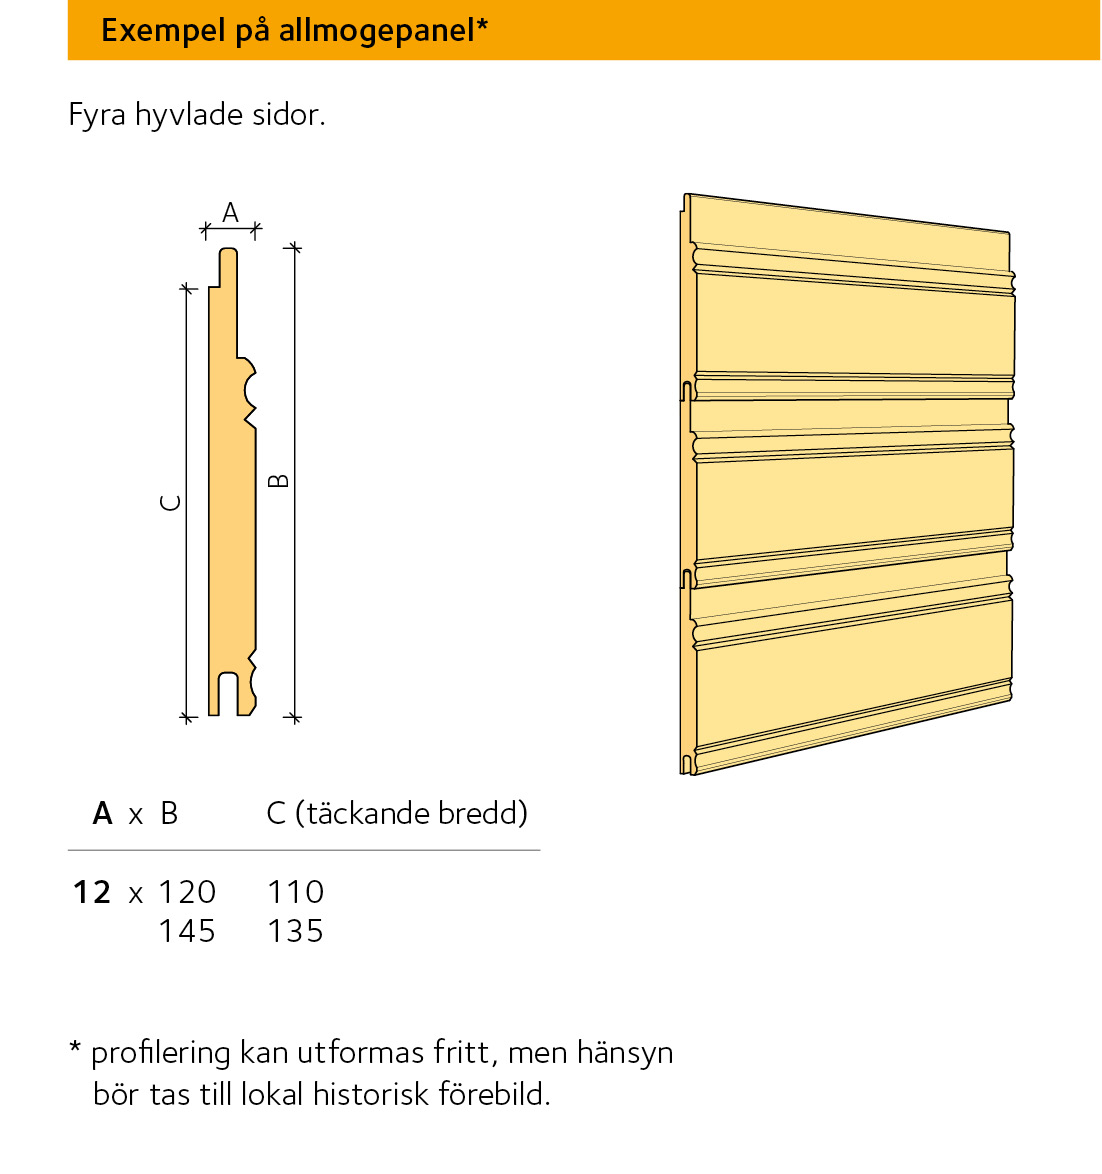 Exempel på allmogepanel*
Fyra hyvlade sidor.
A
B
C
A x B C (täckande bredd)
12 x 120 110
145 135
* profilering kan utformas fritt, men hänsyn
bör tas till lokal historisk förebild.